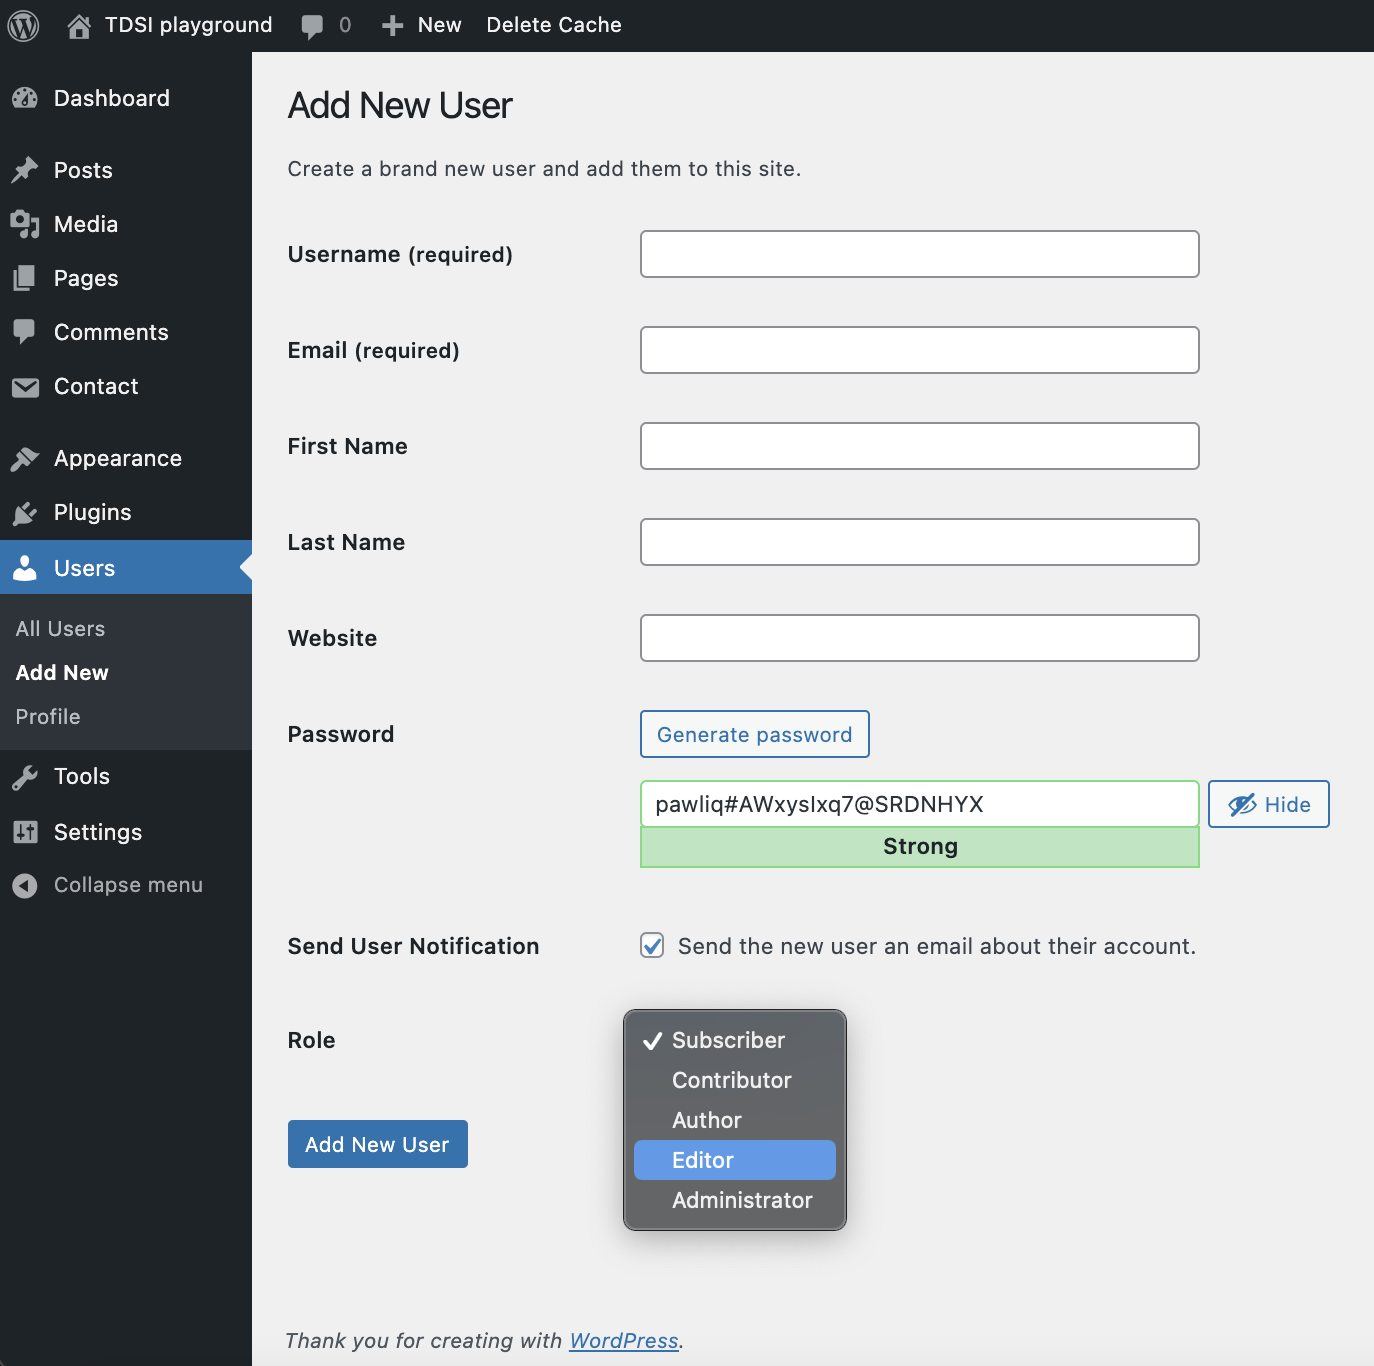 TDSI playground 0 New Delete Cache
Dashboard
Posts
Media
Pages
Comments
Contact
Appearance
Plugins
Users
All Users
Add New
Profile
Tools
Settings
Collapse menu
Add New User
Create a brand new user and add them to this site.
Username (required)
Email (required)
First Name
Last Name
Website
Password
Generate password
pawliq#AWxysIxq7@SRDNHYX
Hide
Strong
Send User Notification
Send the new user an email about their account.
Role
Subscriber
Contributor
Author
Editor
Administrator
Add New User
Thank you for creating with WordPress.